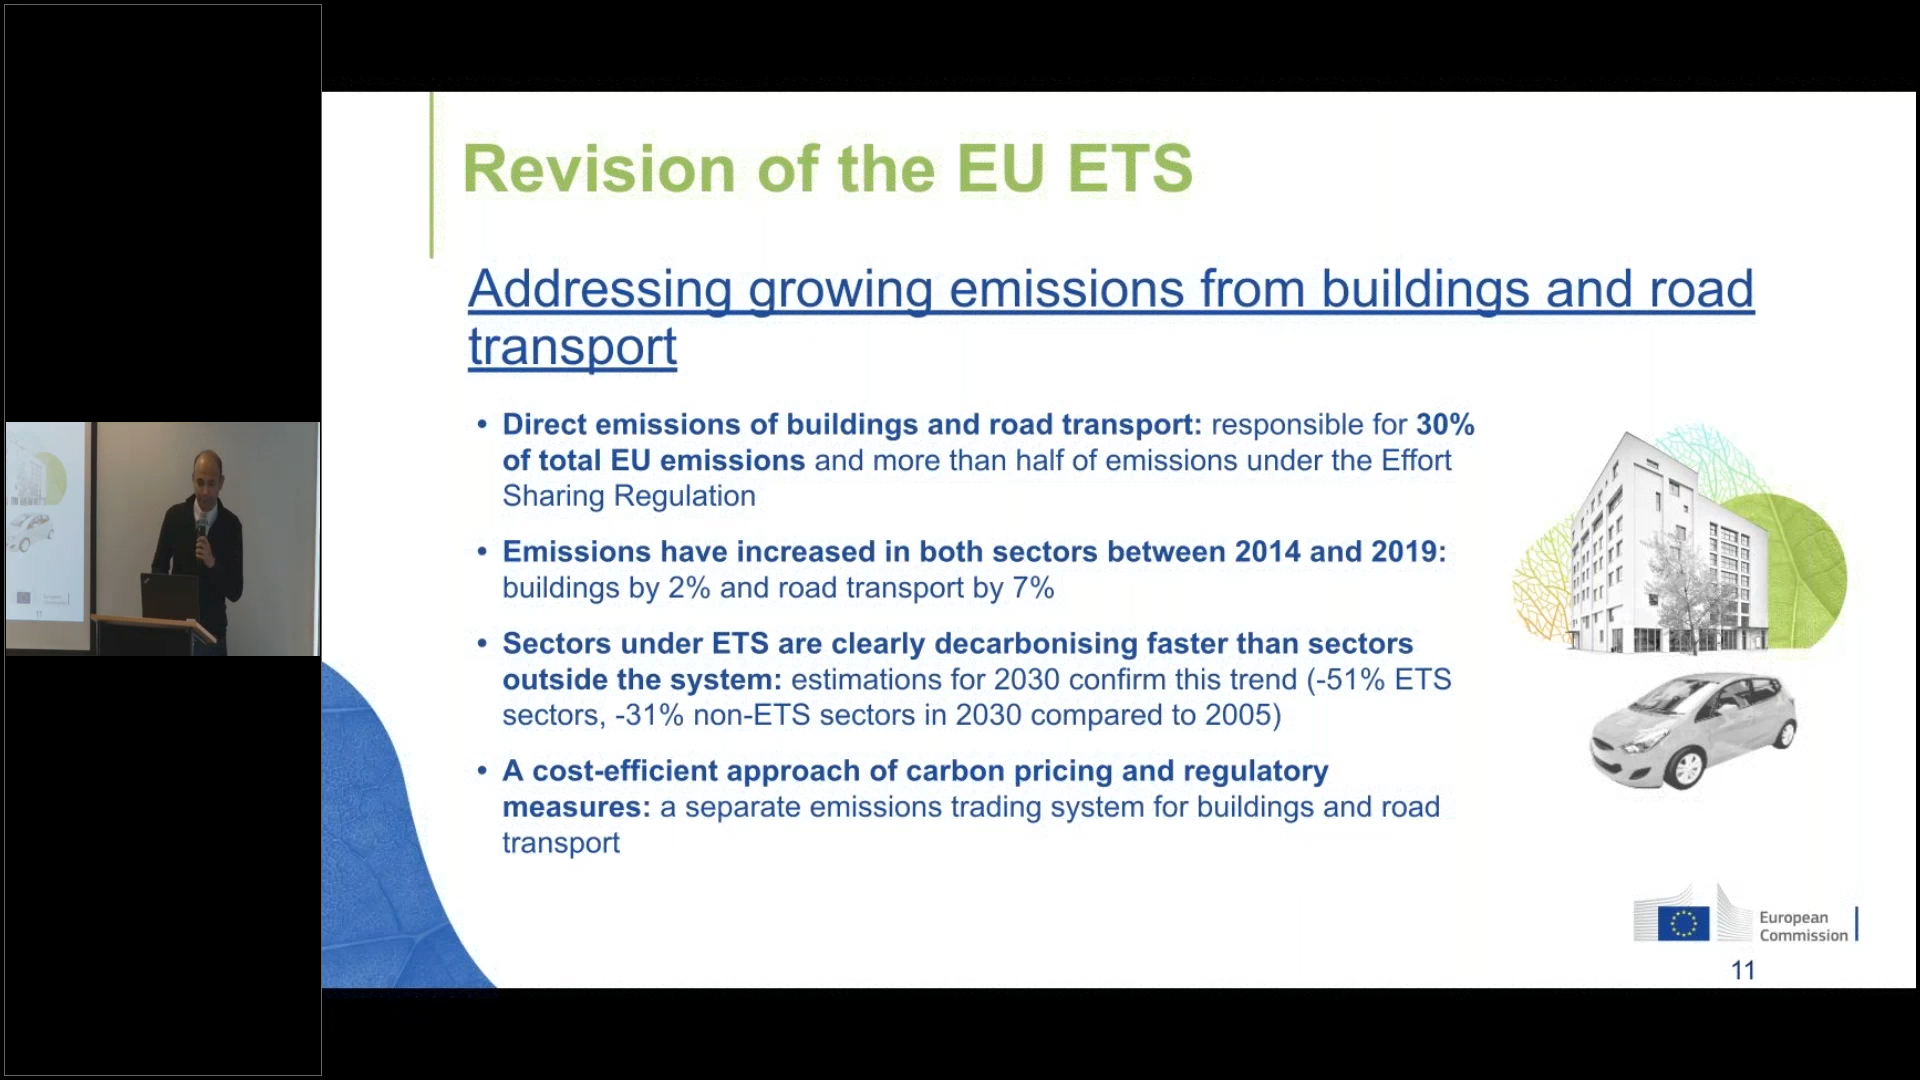 Revision of the EU ETS
Addressing growing emissions from buildings and road
transport
• Direct emissions of buildings and road transport: responsible for 30%
of total EU emissions and more than half of emissions under the Effort
Sharing Regulation
• Emissions have increased in both sectors between 2014 and 2019:
buildings by 2% and road transport by 7%
• Sectors under ETS are clearly decarbonising faster than sectors
outside the system: estimations for 2030 confirm this trend (-51% ETS
sectors, -31% non-ETS sectors in 2030 compared to 2005)
• A cost-efficient approach of carbon pricing and regulatory
measures: a separate emissions trading system for buildings and road
transport
European
Commission
11